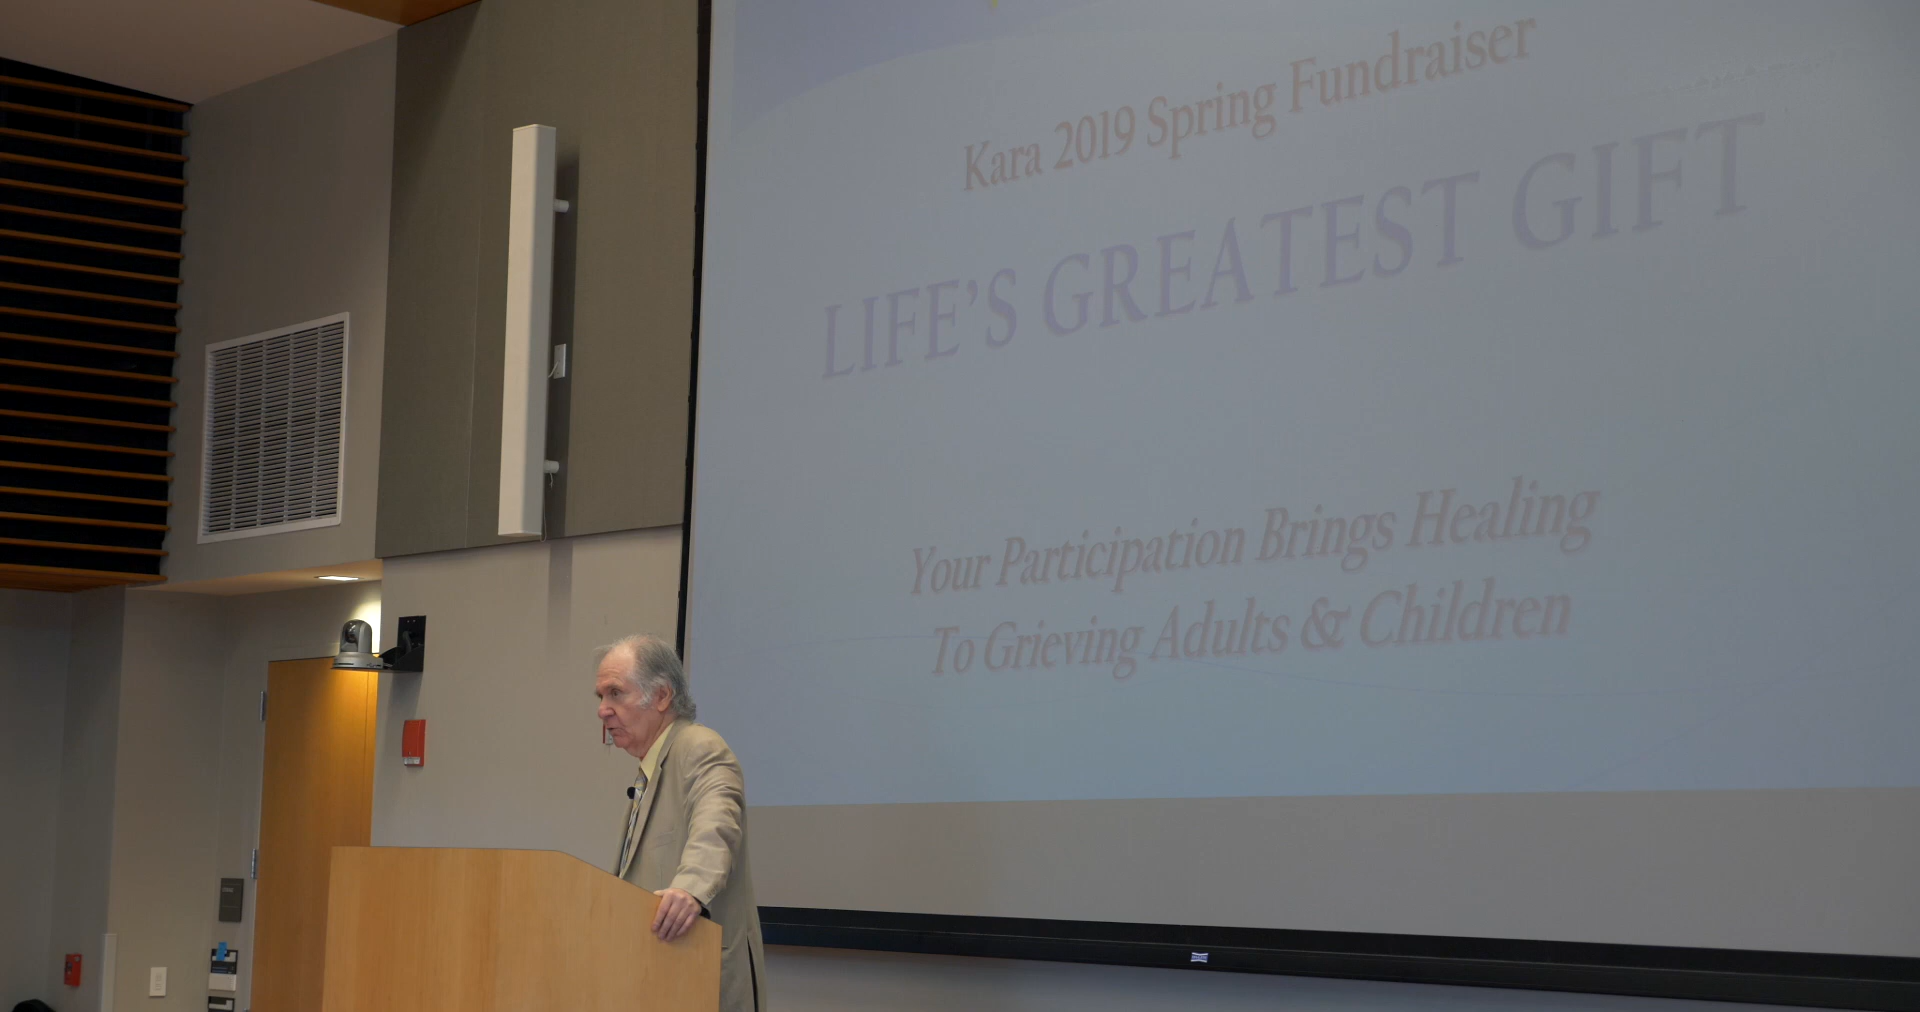 Kara 2019 Spring Fundraiser
LIFE'S GREATEST GIFT
Your Participation Brings Healing
To Grieving Adults & Children